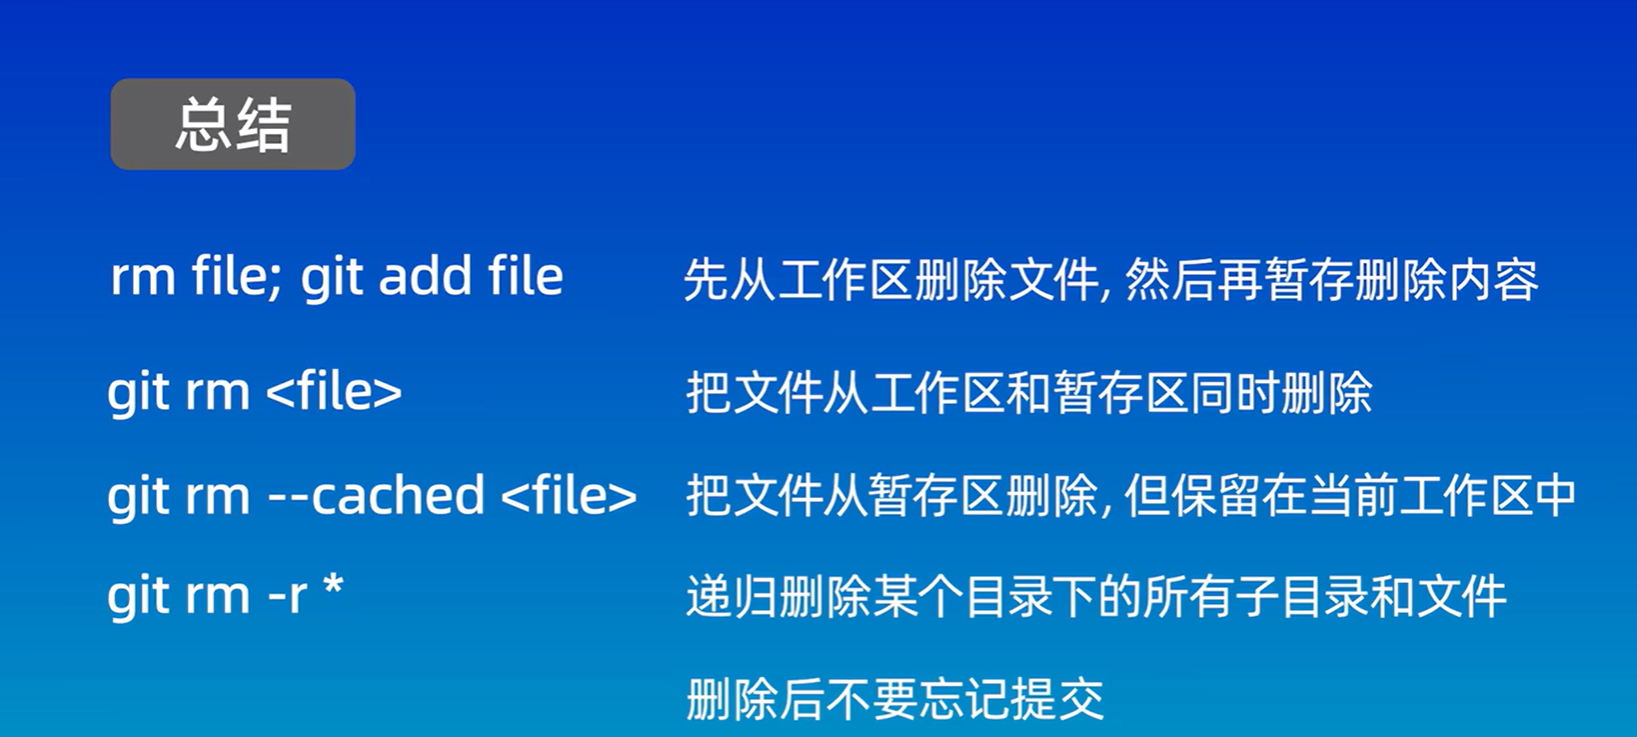 总结
rm file; git add file 先从工作区删除文件, 然后再暂存删除内容
git rm <file> 把文件从工作区和暂存区同时删除
git rm --cached <file> 把文件从暂存区删除, 但保留在当前工作区中
git rm -r * 递归删除某个目录下的所有子目录和文件
删除后不要忘记提交